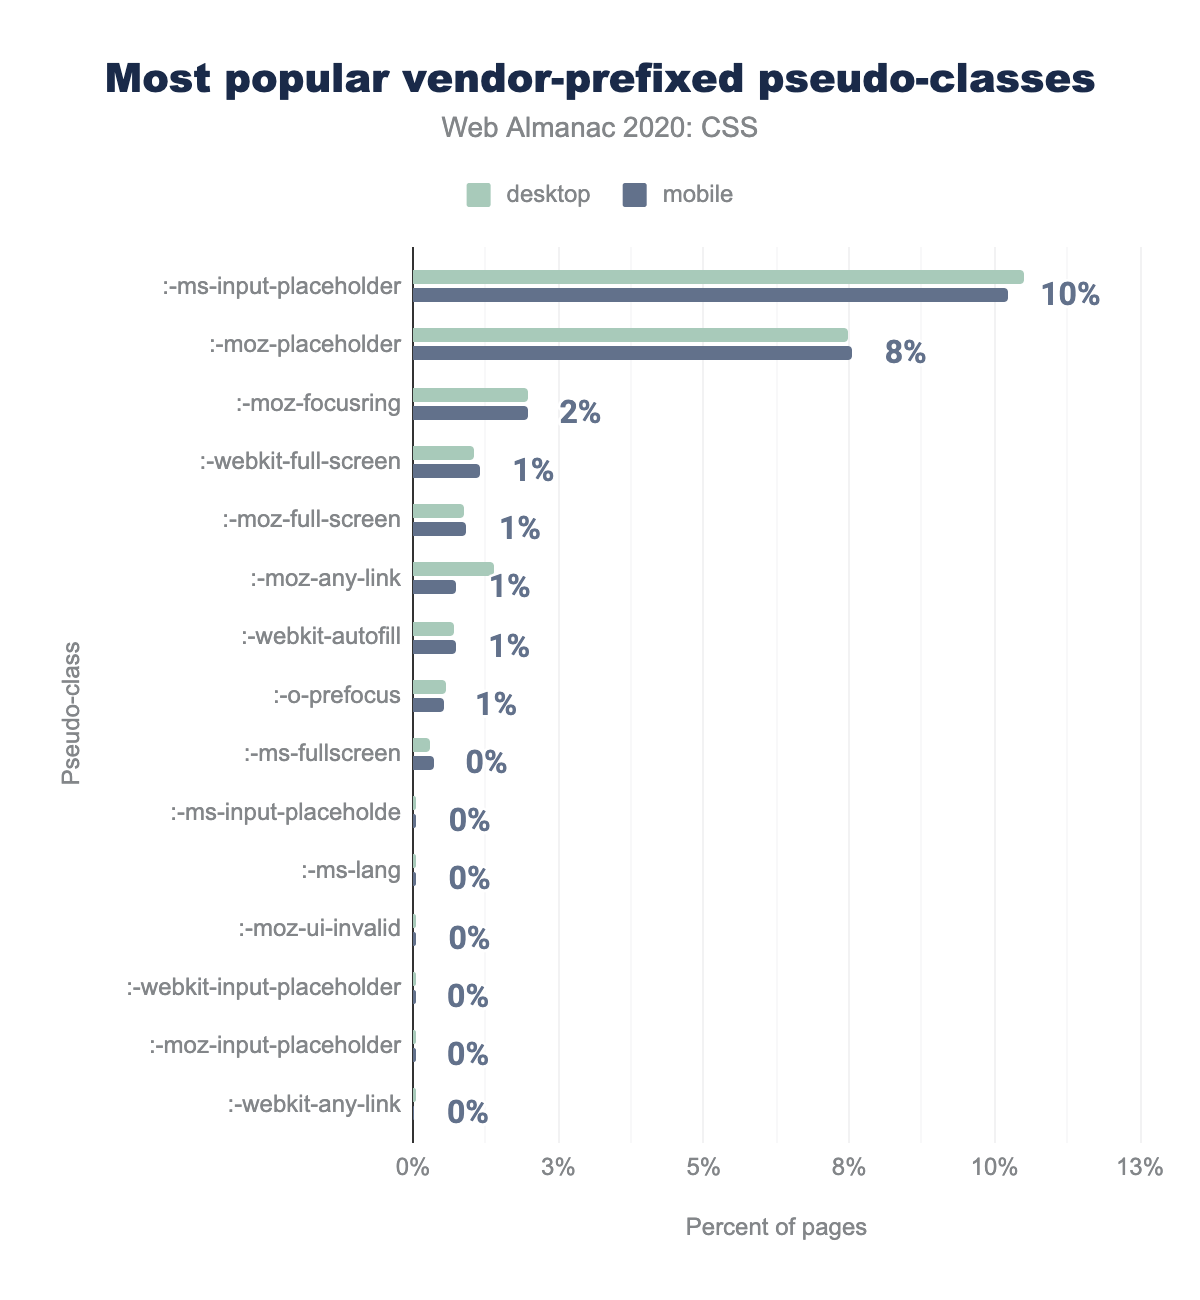 Most popular vendor-prefixed pseudo-classes
Web Almanac 2020: CSS
desktop mobile
:-ms-input-placeholder 10%
:-moz-placeholder 8%
:-moz-focusring 2%
:-webkit-full-screen 1%
:-moz-full-screen 1%
:-moz-any-link 1%
:-webkit-autofill 1%
:-o-prefocus 1%
:-ms-fullscreen 0%
:-ms-input-placeholde 0%
:-ms-lang 0%
:-moz-ui-invalid 0%
:-webkit-input-placeholder 0%
:-moz-input-placeholder 0%
:-webkit-any-link 0%
Pseudo-class
0% 3% 5% 8% 10% 13%
Percent of pages